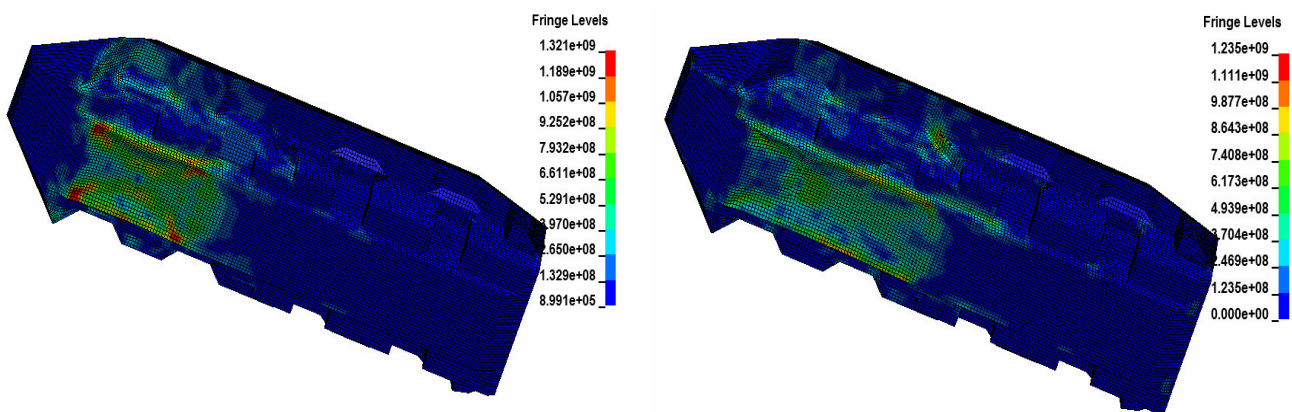 Fringe Levels
1.321e+09
1.189e+09
1.057e+09
9.252e+08
7.932e+08
6.611e+08
5.291e+08
3.970e+08
2.650e+08
1.329e+08
8.991e+05
Fringe Levels
1.235e+09
1.111e+09
9.877e+08
8.643e+08
7.408e+08
6.173e+08
4.939e+08
3.704e+08
2.469e+08
1.235e+08
0.000e+00